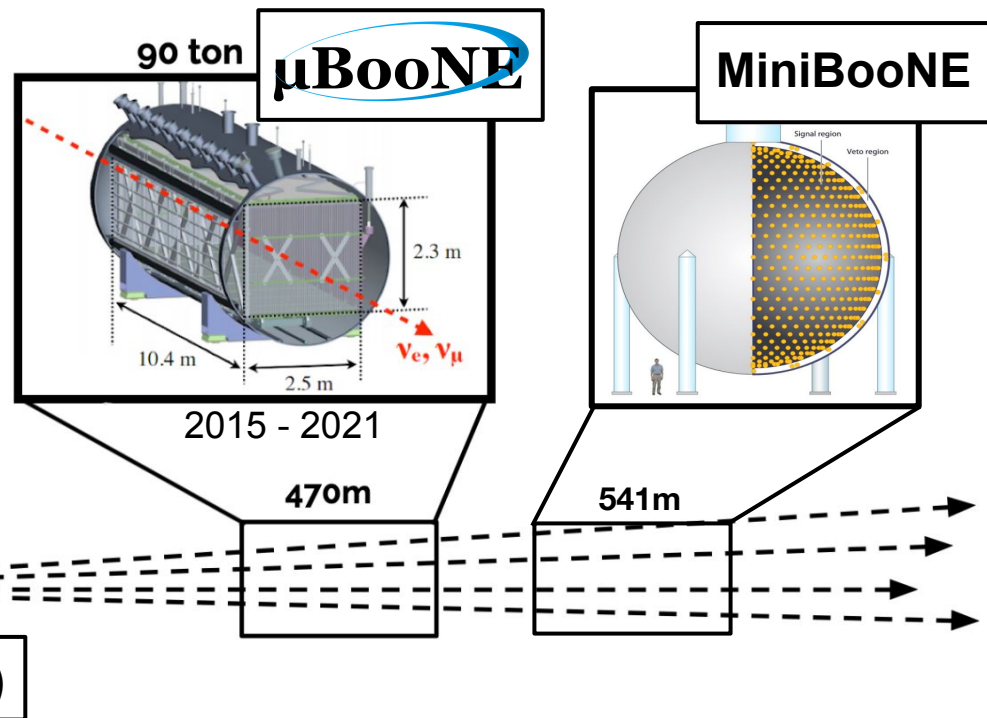 90 ton
µBooNE
MiniBooNE
Signal region
Veto region
2.3 m
10.4 m
2.5 m
νe, νμ
2015 - 2021
470m
541m
)